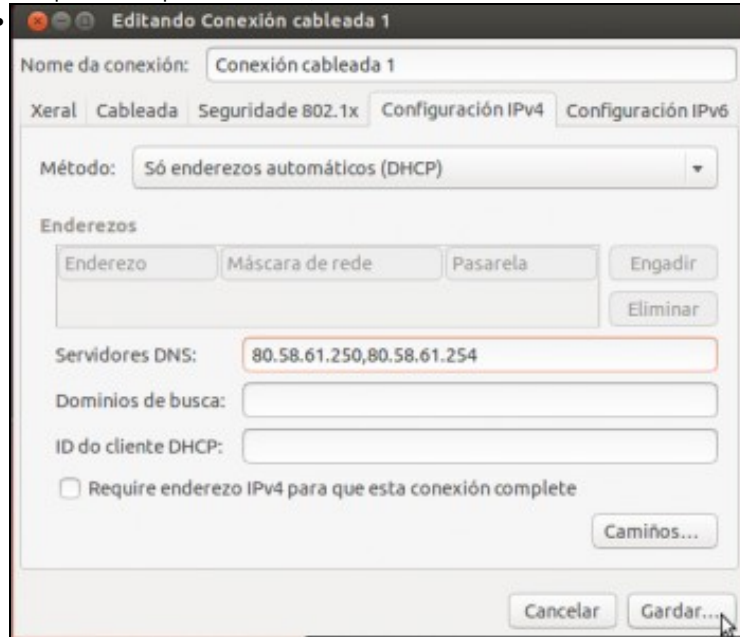 Editando Conexión cableada 1
Nome da conexión: Conexión cableada 1
Xeral Cableada Seguridade 802.1x Configuración IPv4 Configuración IPv6
Método: Só enderezos automáticos (DHCP)
Enderezos
Enderezo Máscara de rede Pasarela Engadir
Eliminar
Servidores DNS: 80.58.61.250,80.58.61.254
Dominios de busca:
ID do cliente DHCP:
Require enderezo IPv4 para que esta conexión complete
Camiños...
Cancelar Gardar...